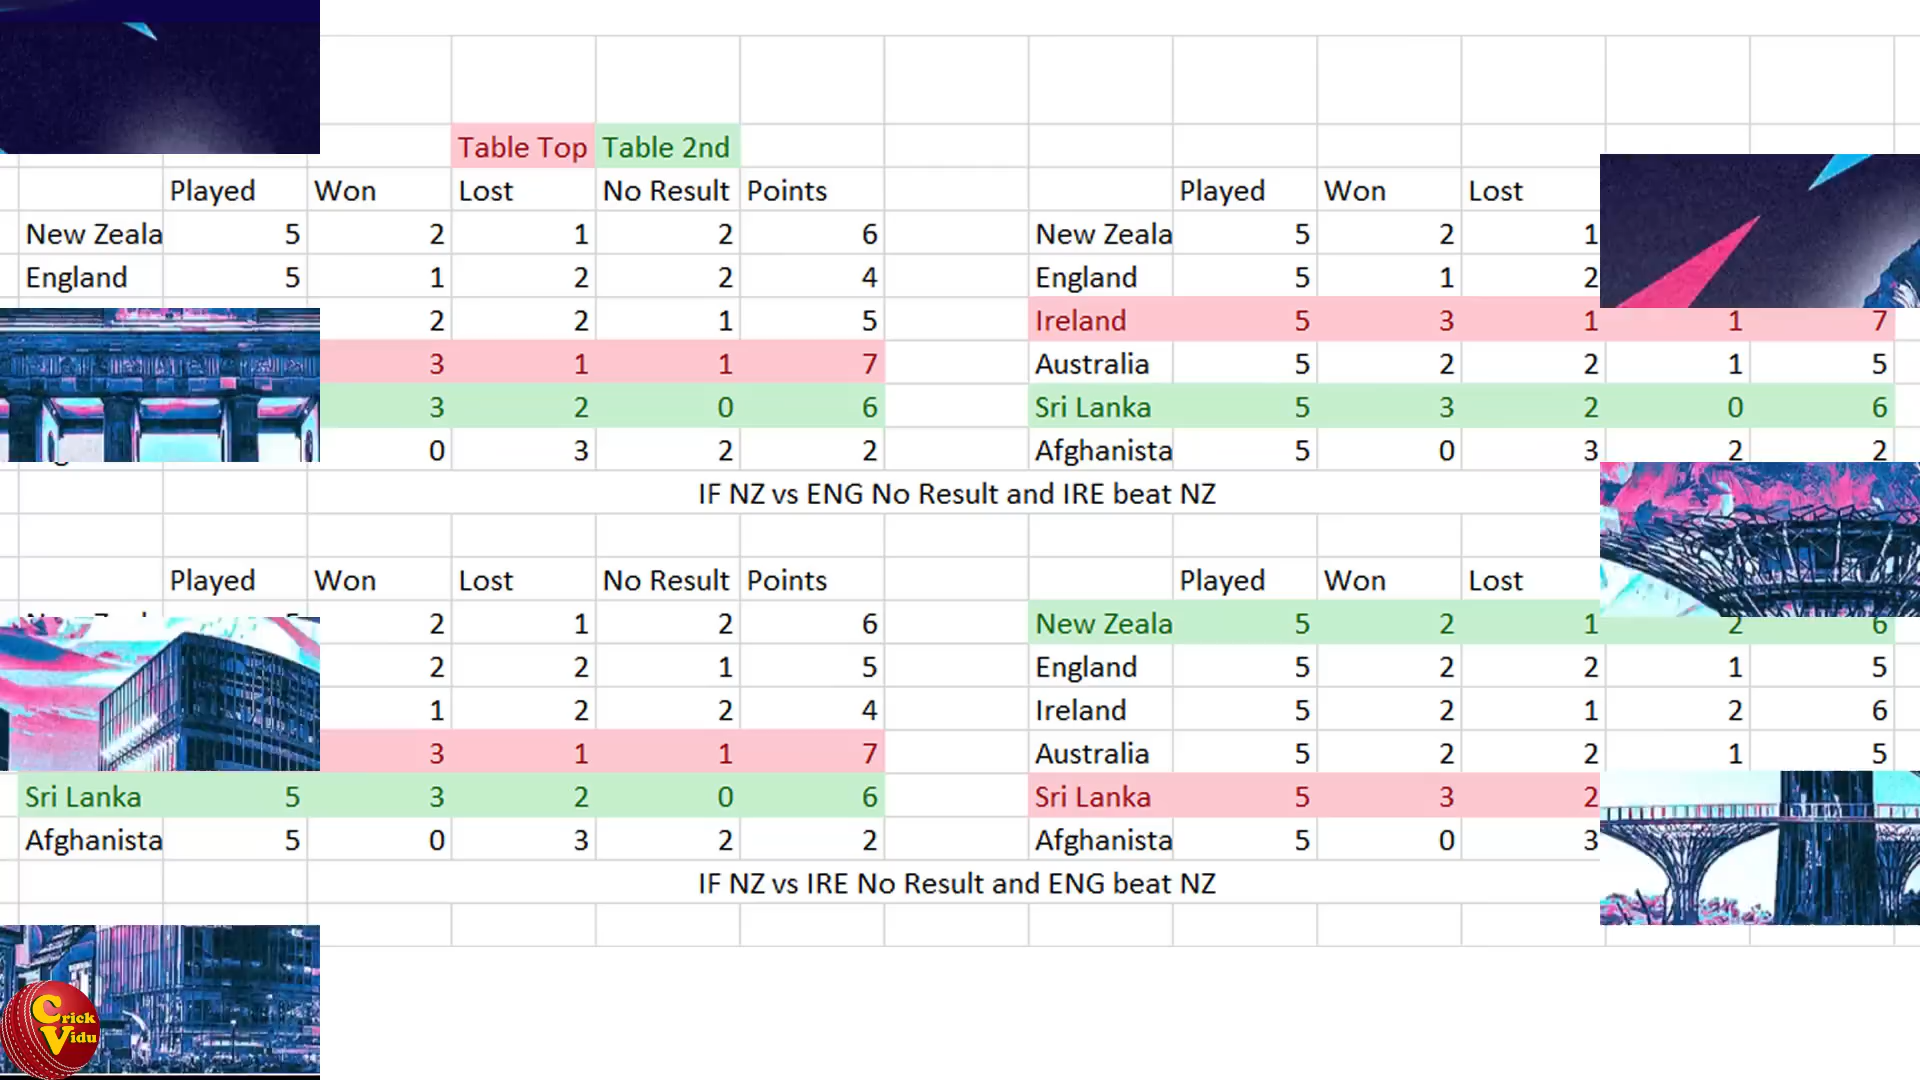 Table Top Table 2nd
Played Won Lost No Result Points Played Won Lost
New Zeala 5 2 1 2 6 New Zeala 5 2 1
England 5 1 2 2 4 England 5 1 2
2 2 1 5 Ireland 5 3 1 1 7
3 1 1 7 Australia 5 2 2 1 5
3 2 0 6 Sri Lanka 5 3 2 0 6
0 3 2 2 Afghanista 5 0 3 2 2
IF NZ vs ENG No Result and IRE beat NZ
Played Won Lost No Result Points Played Won Lost
2 1 2 6 New Zeala 5 2 1 2 6
2 2 1 5 England 5 2 2 1 5
1 2 2 4 Ireland 5 2 1 2 6
3 1 1 7 Australia 5 2 2 1 5
Sri Lanka 5 3 2 0 6 Sri Lanka 5 3 2
Afghanista 5 0 3 2 2 Afghanista 5 0 3
IF NZ vs IRE No Result and ENG beat NZ
Crick
Vidu